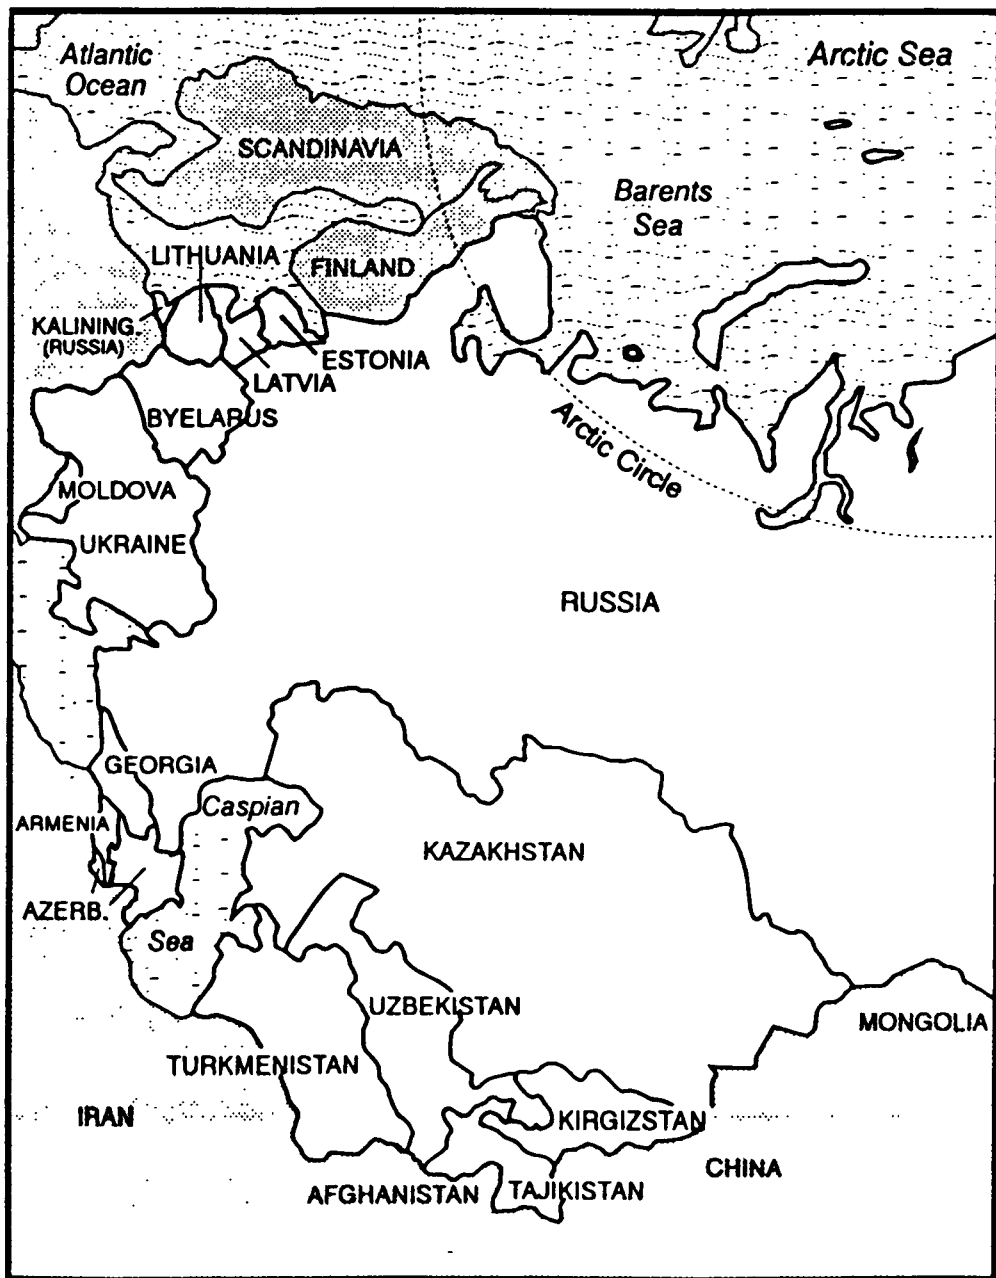 Atlantic
Ocean
Arctic Sea
SCANDINAVIA
Barents
Sea
LITHUANIA
FINLAND
KALINING.
(RUSSIA)
ESTONIA
LATVIA
BYELARUS
Arctic Circle
MOLDOVA
UKRAINE
RUSSIA
GEORGIA
Caspian
ARMENIA
KAZAKHSTAN
AZERB.
Sea
UZBEKISTAN
MONGOLIA
TURKMENISTAN
IRAN
KIRGIZSTAN
CHINA
AFGHANISTAN
TAJIKISTAN